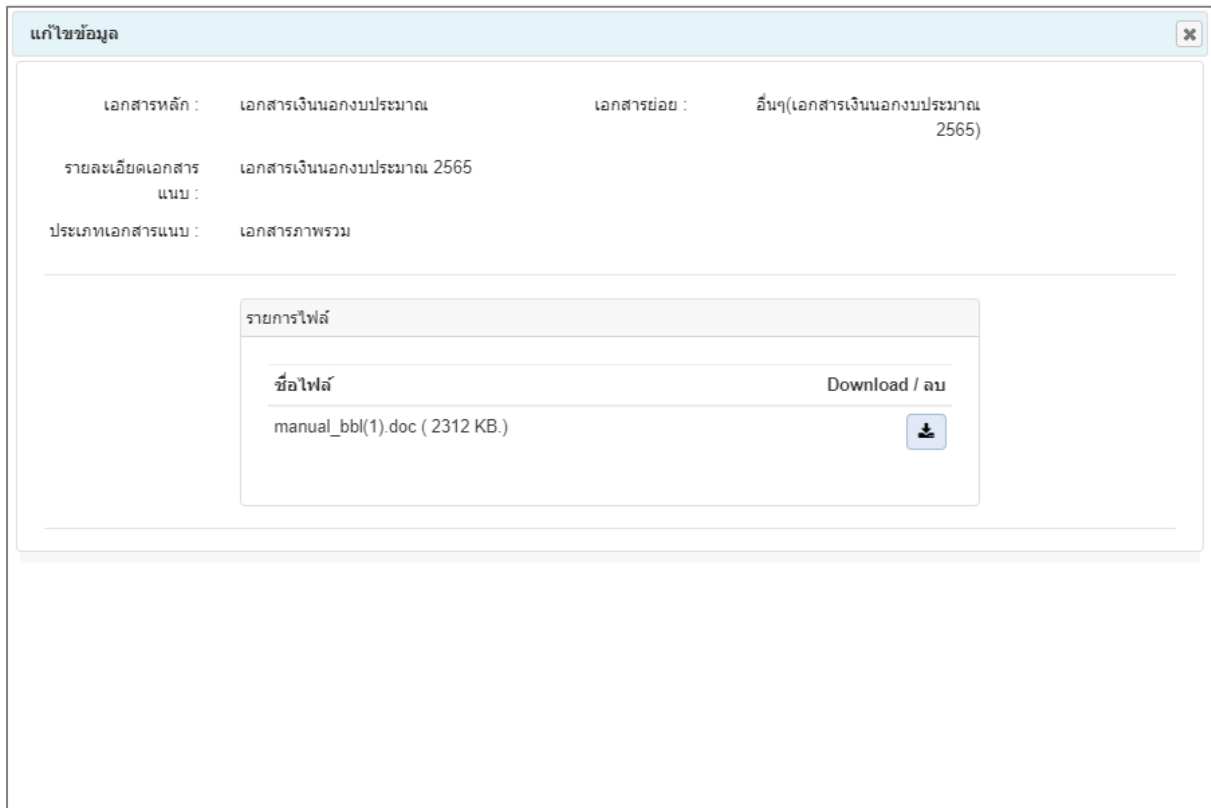 แก้ไขข้อมูล
เอกสารหลัก : เอกสารเงินนอกงบประมาณ เอกสารย่อย : อื่นๆ(เอกสารเงินนอกงบประมาณ
2565)
รายละเอียดเอกสาร เอกสารเงินนอกงบประมาณ 2565
แนบ :
ประเภทเอกสารแนบ : เอกสารภาพรวม
รายการไฟล์
ชื่อไฟล์ Download / ลบ
manual_bbl(1).doc ( 2312 KB.)